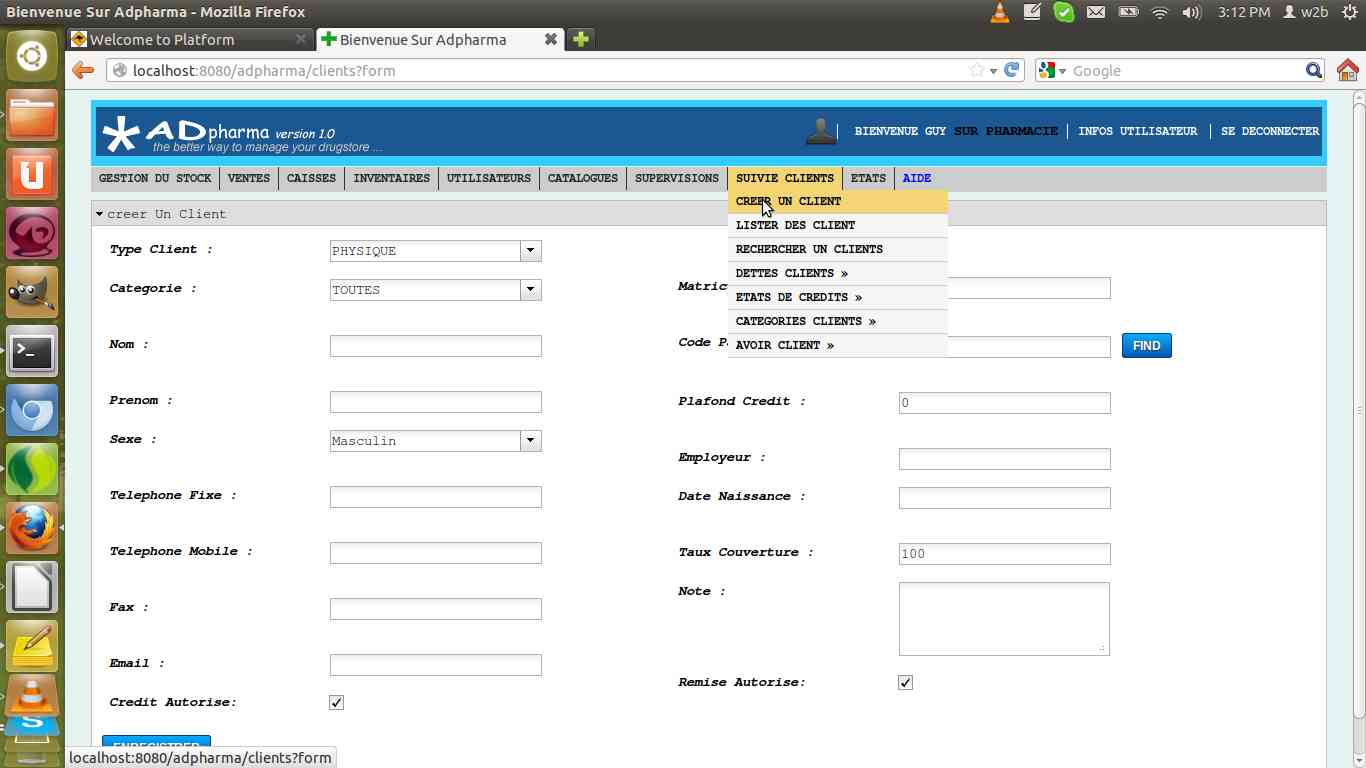 Bienvenue Sur Adpharma - Mozilla Firefox
3:12 PM
w2b
Welcome to Platform
Bienvenue Sur Adpharma
localhost:8080/adpharma/clients?form
Google
ADpharma version 1.0
the better way to manage your drugstore ...
BIENVENUE GUY SUR PHARMACIE
INFOS UTILISATEUR
SE DECONNECTER
GESTION DU STOCK
VENTES
CAISSES
INVENTAIRES
UTILISATEURS
CATALOGUES
SUPERVISIONS
SUIVIE CLIENTS
ETATS
AIDE
CREER UN CLIENT
LISTER DES CLIENT
RECHERCHER UN CLIENTS
DETTES CLIENTS »
ETATS DE CREDITS »
CATEGORIES CLIENTS »
AVOIR CLIENT »
creer Un Client
Type Client :
PHYSIQUE
Categorie :
TOUTES
Nom :
Prenom :
Sexe :
Masculin
Telephone Fixe :
Telephone Mobile :
Fax :
Email :
Credit Autorise:
Matric
Code P
FIND
Plafond Credit :
0
Employeur :
Date Naissance :
Taux Couverture :
100
Note :
Remise Autorise:
ENREGISTRER
localhost:8080/adpharma/clients?form